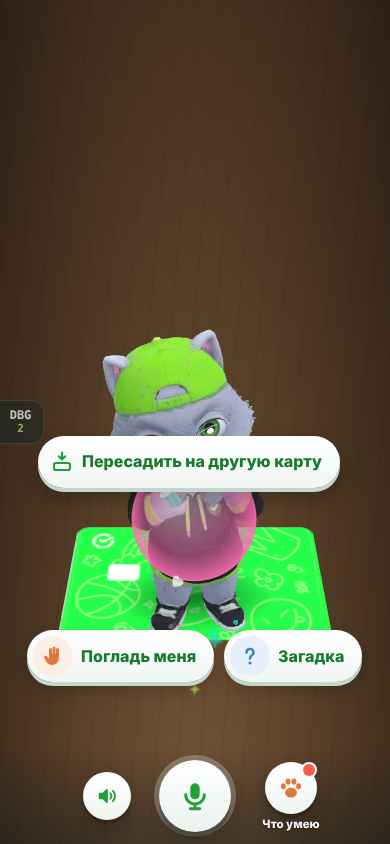 DBG
2
Пересадить на другую карту
Погладь меня
Загадка
Что умею